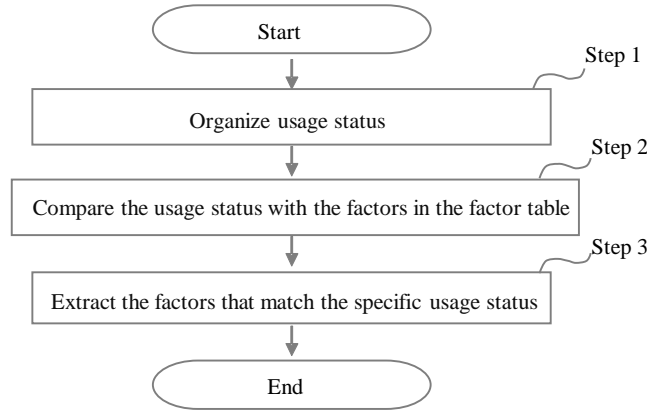 Start
Step 1
Organize usage status
Step 2
Compare the usage status with the factors in the factor table
Step 3
Extract the factors that match the specific usage status
End